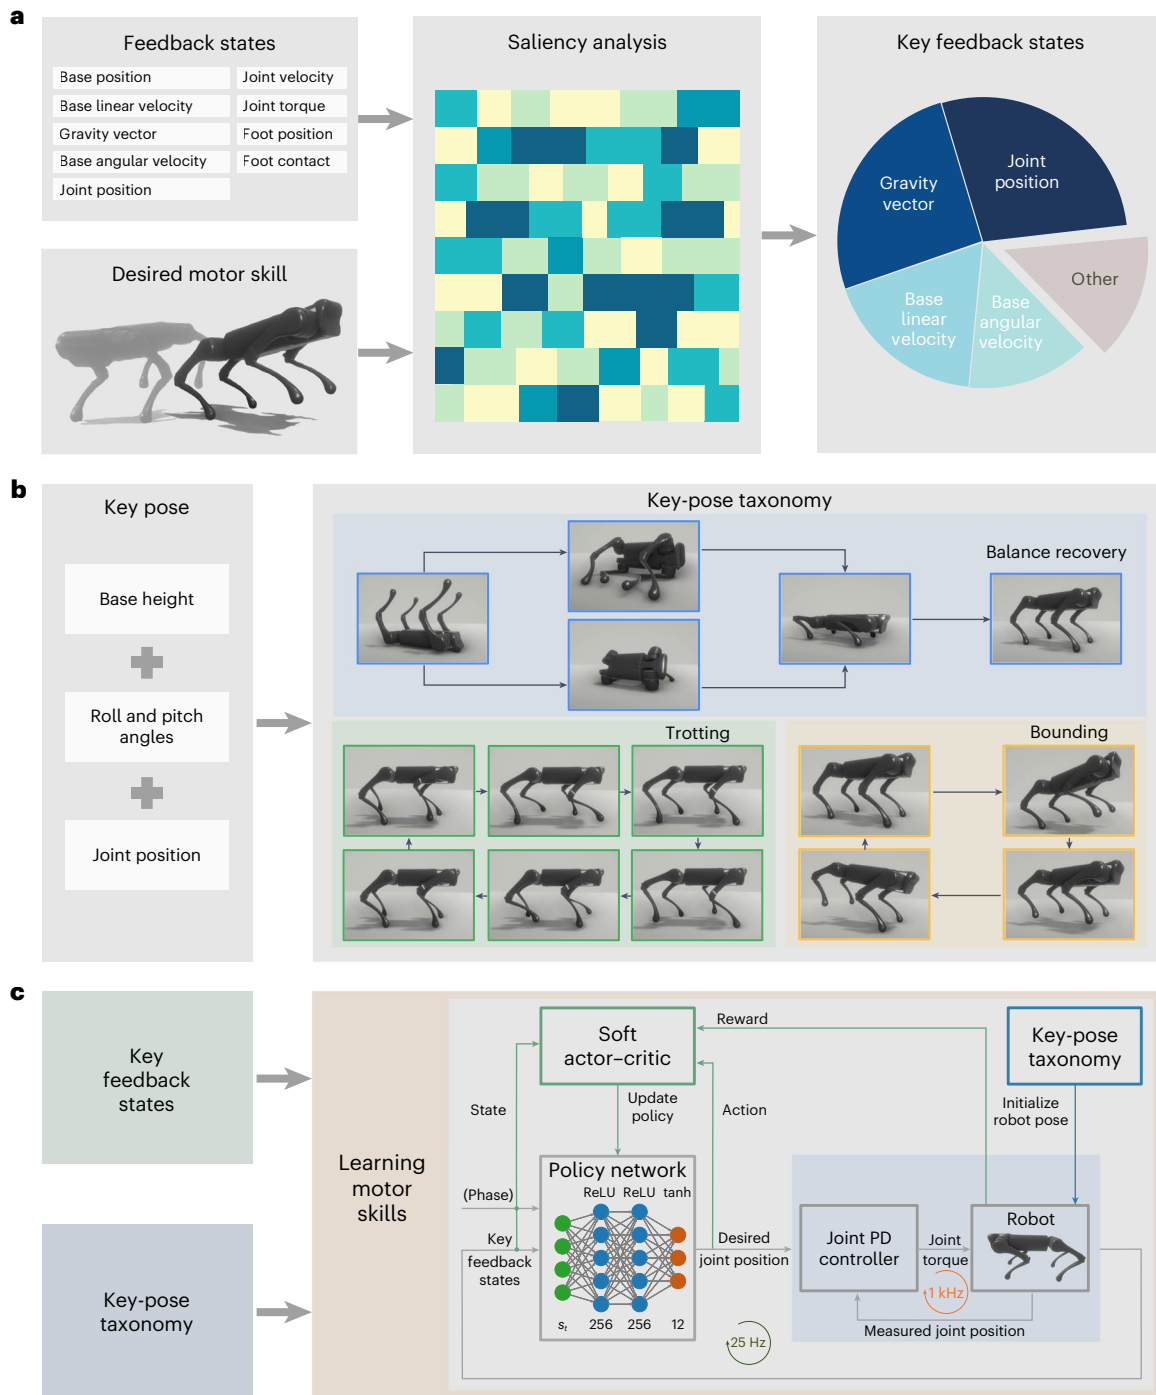 a
Feedback states
Base position
Joint velocity
Base linear velocity
Joint torque
Gravity vector
Foot position
Base angular velocity
Foot contact
Joint position
Desired motor skill
Saliency analysis
Key feedback states
Joint
position
Gravity
vector
Other
Base
linear
velocity
Base
angular
velocity
b
Key pose
Base height
Roll and pitch
angles
Joint position
Key-pose taxonomy
Balance recovery
Trotting
Bounding
c
Key
feedback
states
Key-pose
taxonomy
Learning
motor
skills
Soft
actor–critic
Reward
Key-pose
taxonomy
State
Update
policy
Action
Initialize
robot pose
Policy network
ReLU ReLU tanh
(Phase)
Key
feedback
states
s_t 256 256 12
Desired
joint position
25 Hz
Joint PD
controller
Joint
torque
1 kHz
Robot
Measured joint position